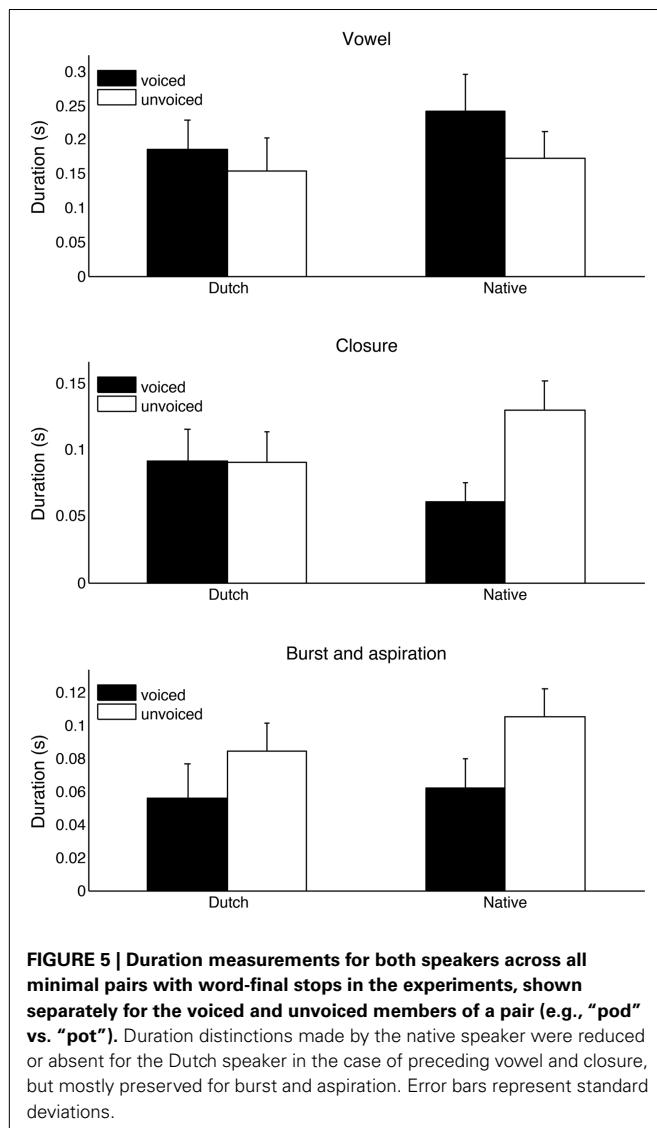 Vowel
0.3
0.25
0.2
0.15
0.1
0.05
0
Duration (s)
voiced
unvoiced
Dutch Native
Closure
0.15
0.1
0.05
0
Duration (s)
voiced
unvoiced
Dutch Native
Burst and aspiration
0.12
0.1
0.08
0.06
0.04
0.02
0
Duration (s)
voiced
unvoiced
Dutch Native
FIGURE 5 | Duration measurements for both speakers across all
minimal pairs with word-final stops in the experiments, shown
separately for the voiced and unvoiced members of a pair (e.g., “pod”
vs. “pot”). Duration distinctions made by the native speaker were reduced
or absent for the Dutch speaker in the case of preceding vowel and closure,
but mostly preserved for burst and aspiration. Error bars represent standard
deviations.